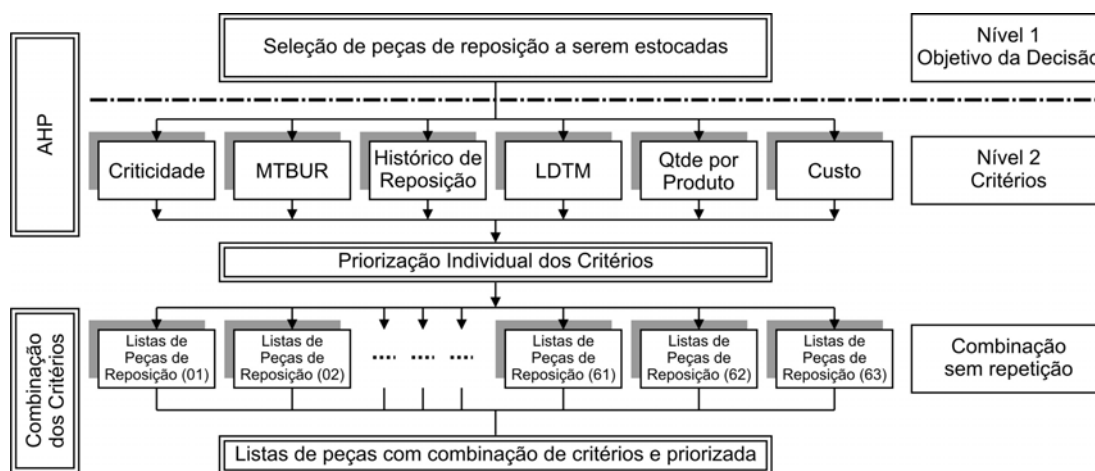 AHP
Seleção de peças de reposição a serem estocadas
Nível 1
Objetivo da Decisão
Criticidade
MTBUR
Histórico de
Reposição
LDTM
Qtde por
Produto
Custo
Nível 2
Critérios
Priorização Individual dos Critérios
Combinação
dos Critérios
Listas de
Peças de
Reposição (01)
Listas de
Peças de
Reposição (02)
Listas de
Peças de
Reposição (61)
Listas de
Peças de
Reposição (62)
Listas de
Peças de
Reposição (63)
Combinação
sem repetição
Listas de peças com combinação de critérios e priorizada